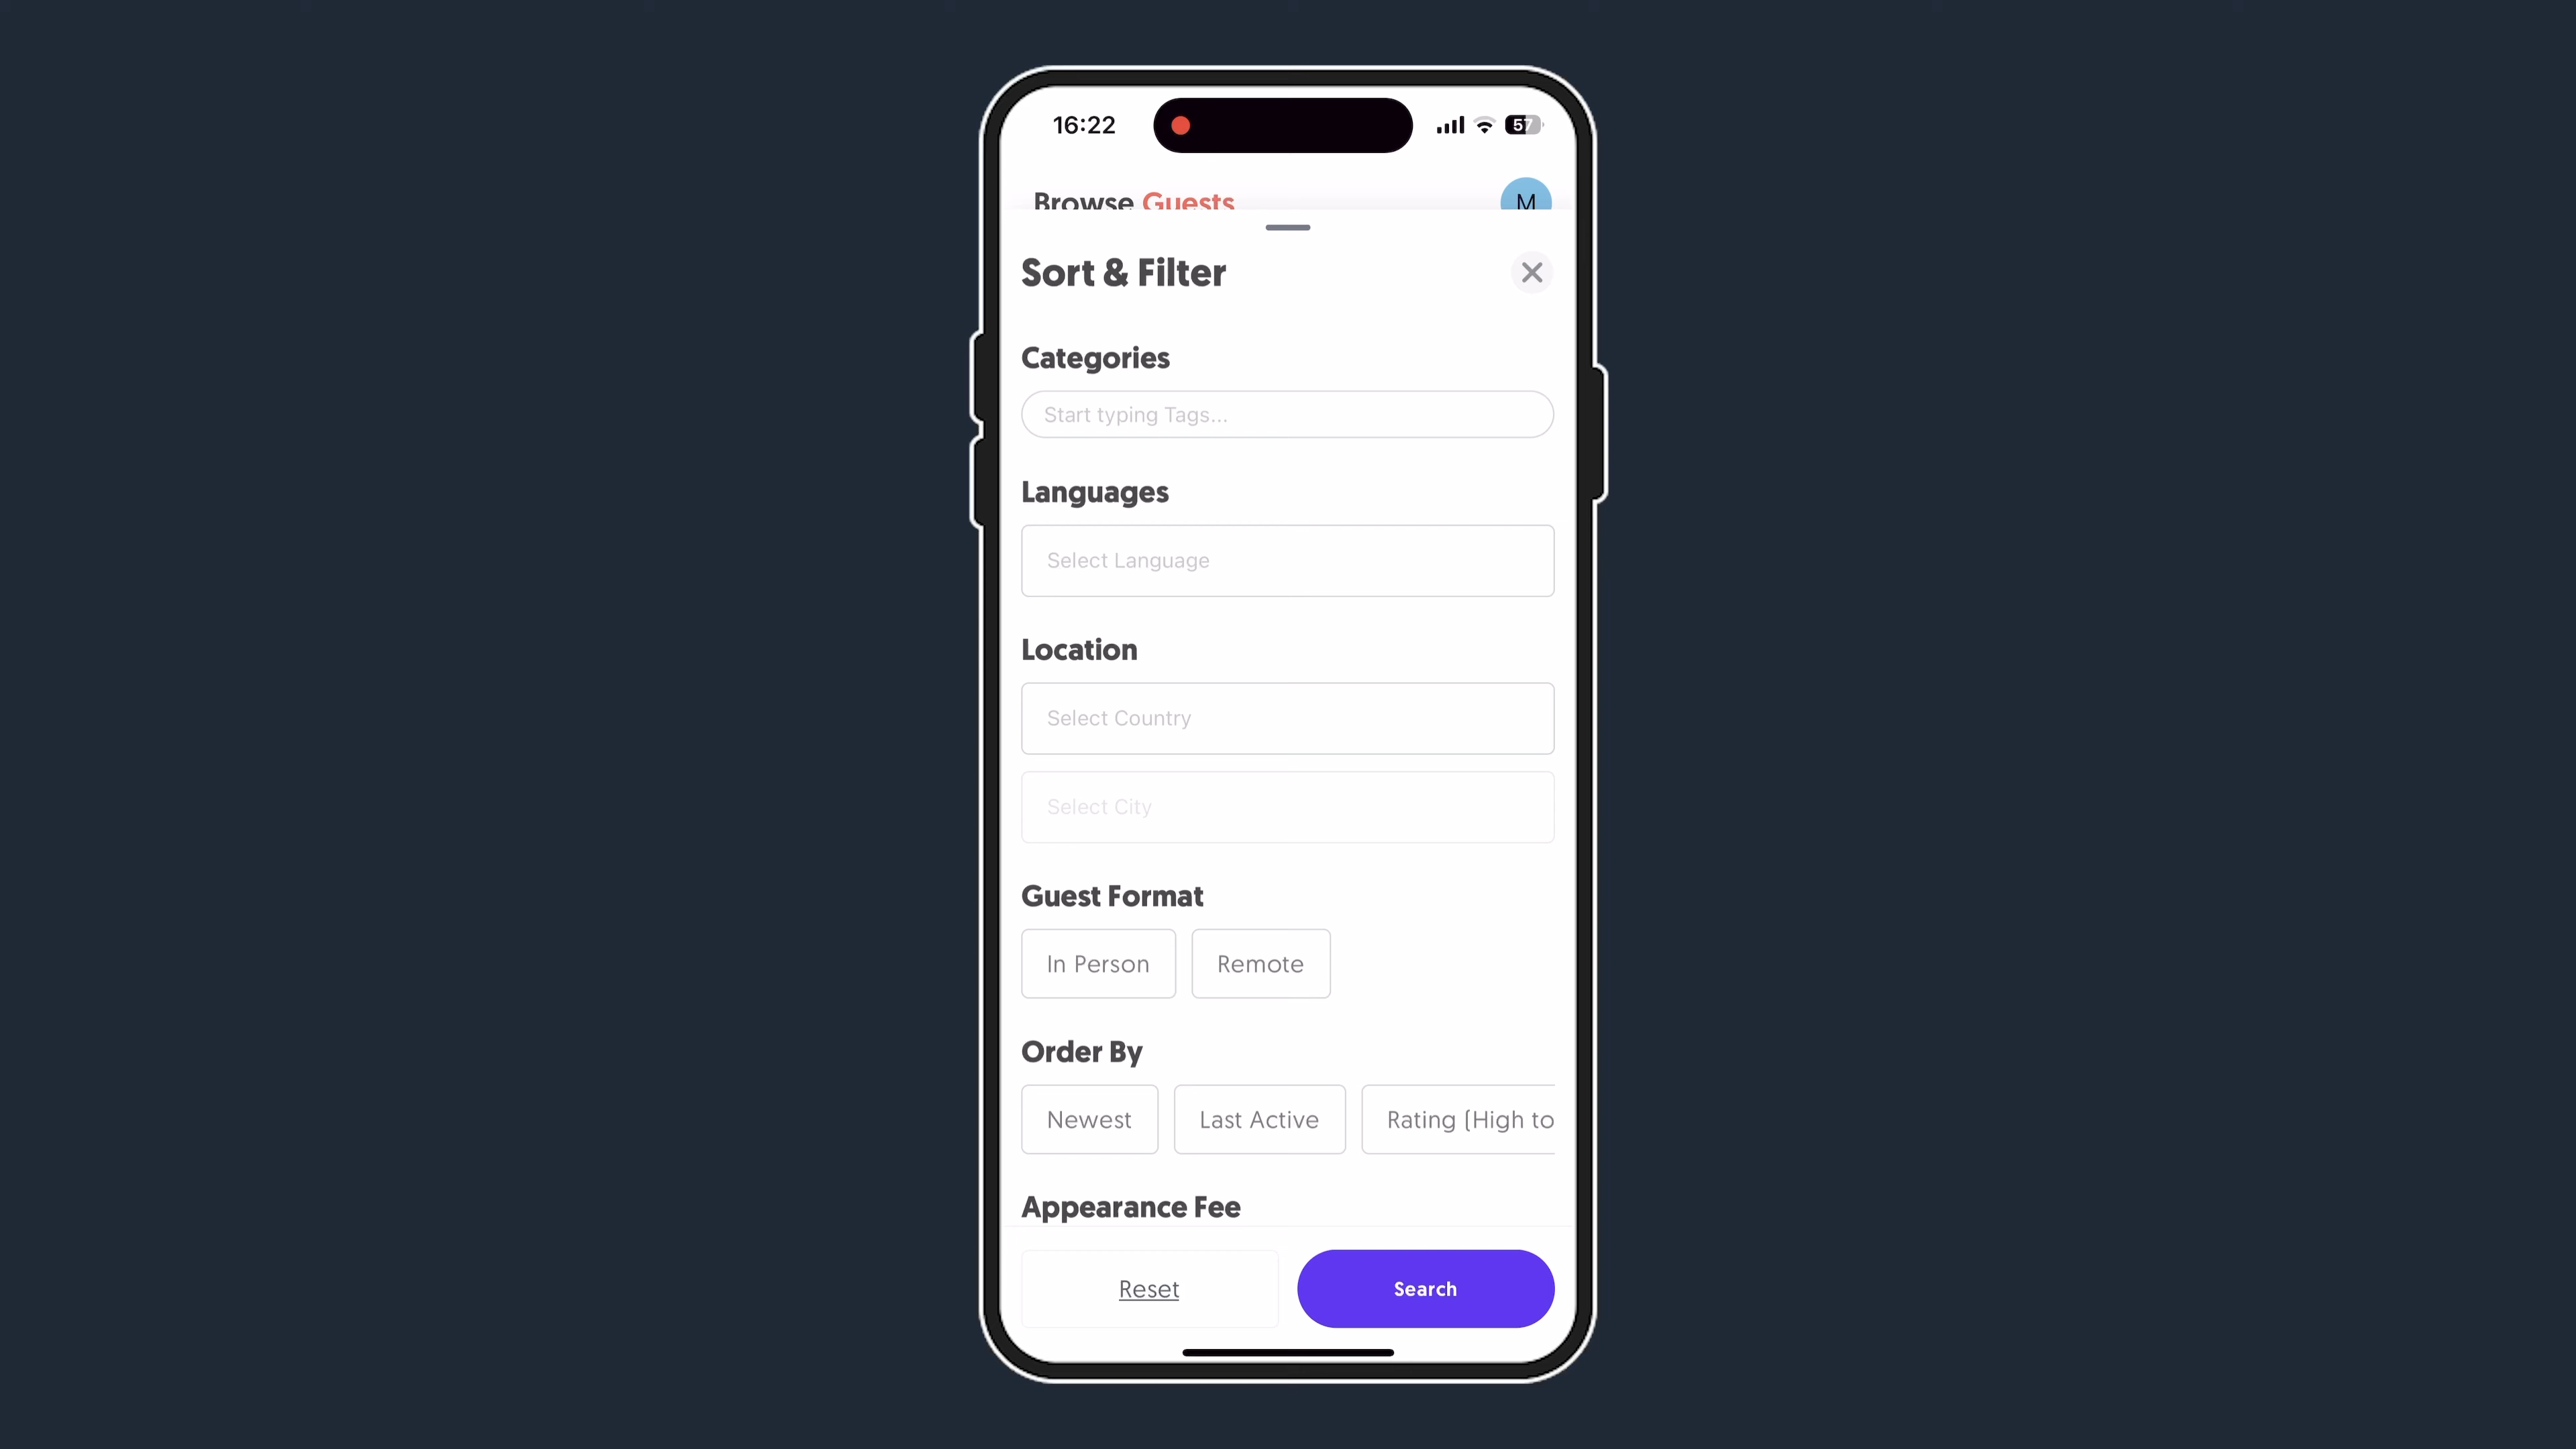 16:22
57
Browse Guests
M
Sort & Filter
Categories
Start typing Tags...
Languages
Select Language
Location
Select Country
Select City
Guest Format
In Person
Remote
Order By
Newest
Last Active
Rating (High to
Appearance Fee
Reset
Search